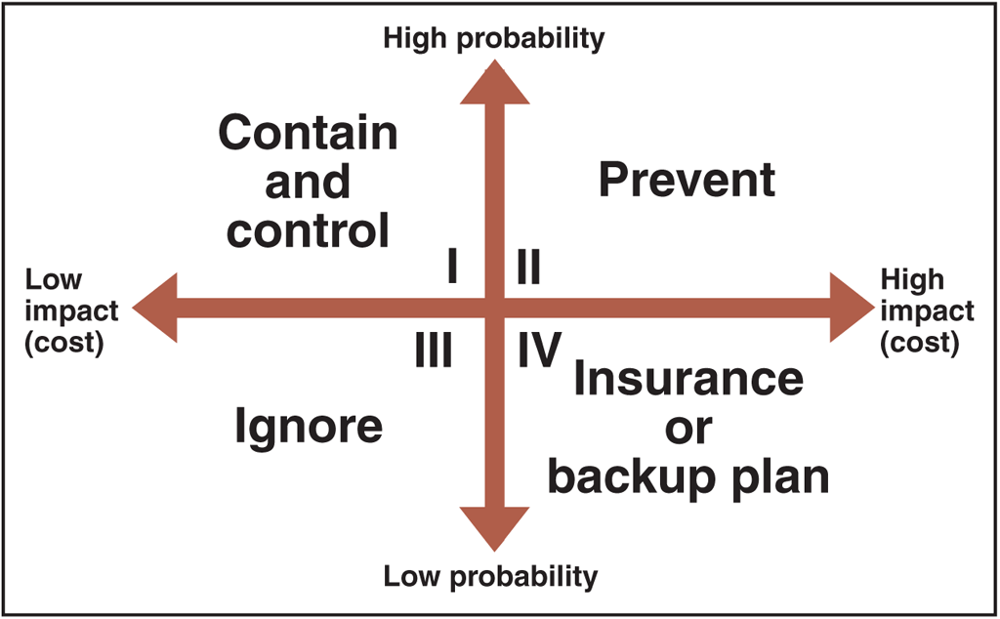 High probability
Contain
and
control
Prevent
I
II
Low
impact
(cost)
High
impact
(cost)
III
IV
Ignore
Insurance
or
backup plan
Low probability